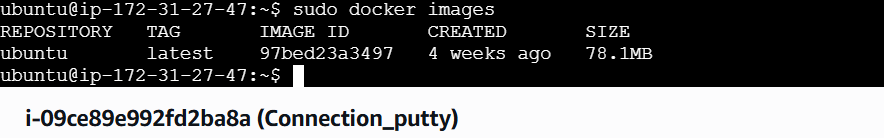 ubuntu@ip-172-31-27-47:~$ sudo docker images
REPOSITORY   TAG       IMAGE ID       CREATED       SIZE
ubuntu       latest    97bed23a3497   4 weeks ago   78.1MB
ubuntu@ip-172-31-27-47:~$
i-09ce89e992fd2ba8a (Connection_putty)